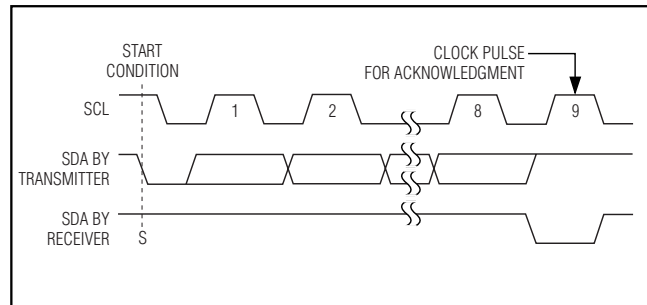 START
CONDITION
CLOCK PULSE
FOR ACKNOWLEDGMENT
SCL
1
2
8
9
SDA BY
TRANSMITTER
SDA BY
RECEIVER
S